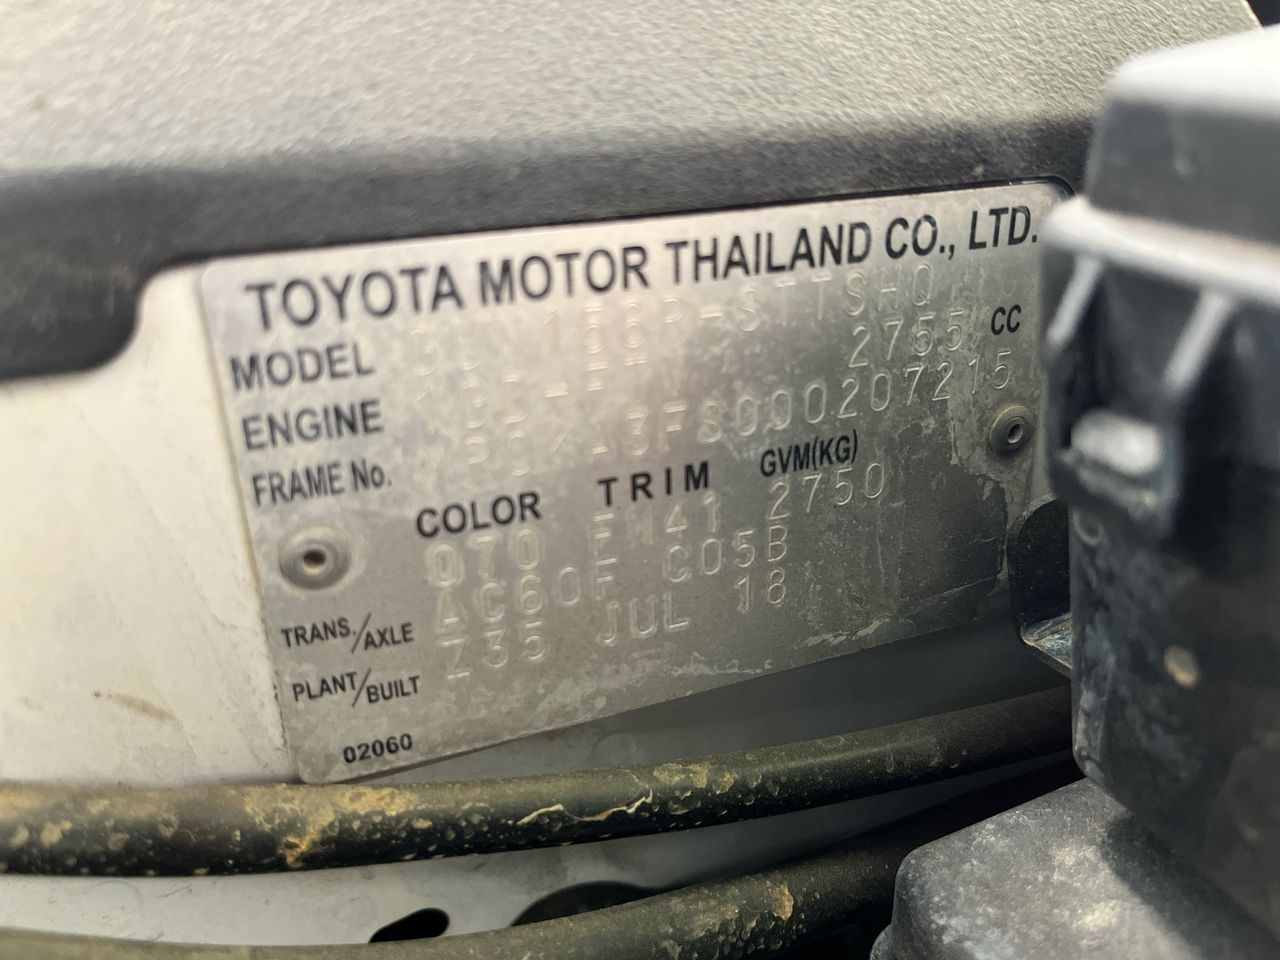 TOYOTA MOTOR THAILAND CO., LTD.
MODEL
ENGINE 2755 CC
FRAME No.
COLOR TRIM GVM(KG)
070 FN41 2750
TRANS./AXLE AC60F C05B
PLANT/BUILT Z35 JUL 18
02060